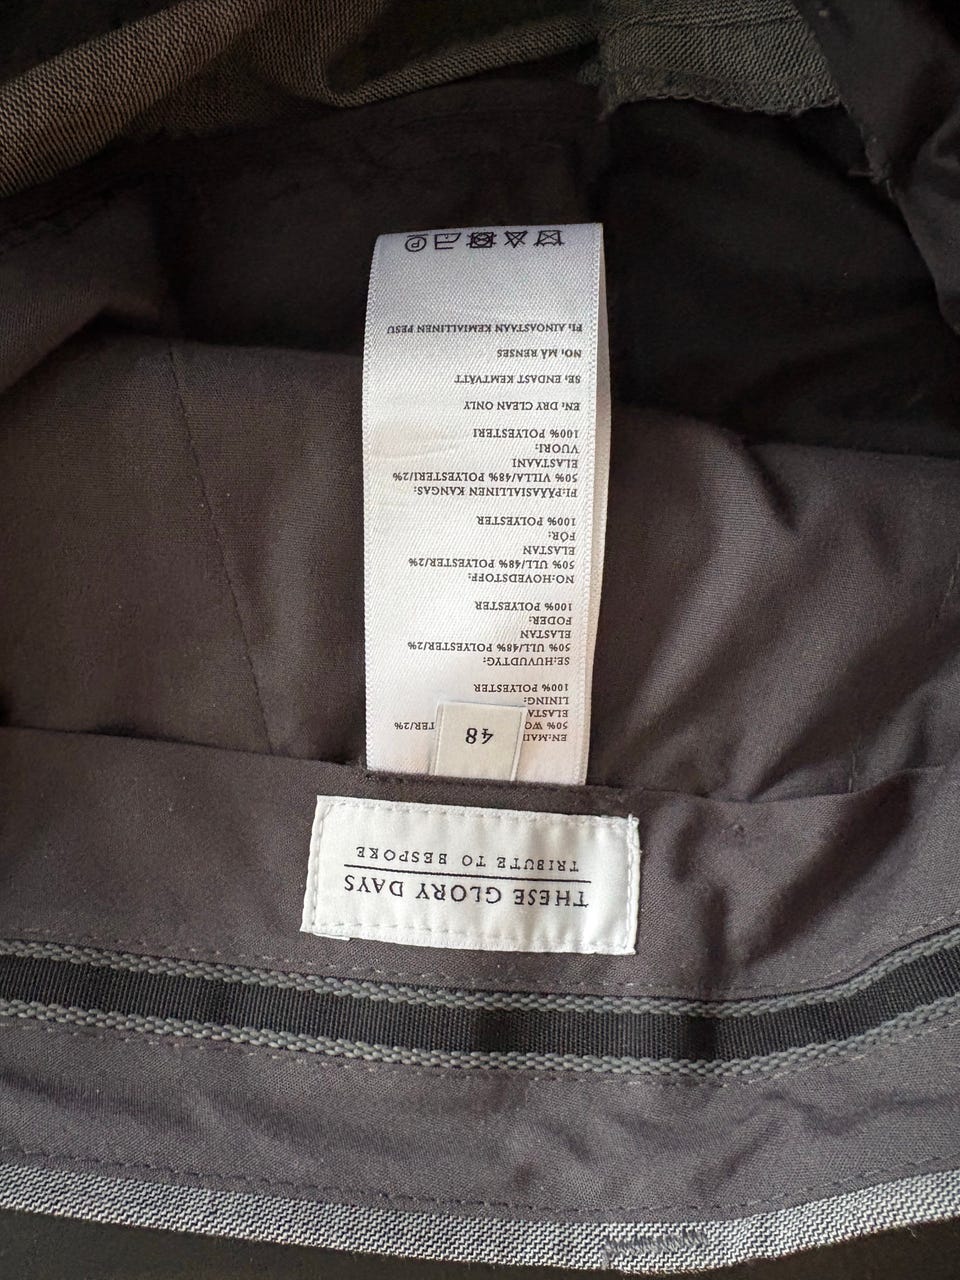 THESE GLORY DAYS
TRIBUTE TO BESPOKE
48
50%
LINING:
100% POLYESTER
SE:HUVUDTYG:
50% ULL/48% POLYESTER/2%
ELASTAN
FODER:
100% POLYESTER
NO:HOVEDSTOFF:
50% ULL/48% POLYESTER/2%
ELASTAN
FÖR:
100% POLYESTER
FI:PÄÄASIALLINEN KANGAS:
50% VILLA/48% POLYESTERI/2%
ELASTAANI
VUORI:
100% POLYESTERI
EN: DRY CLEAN ONLY
SE: ENDAST KEMTVÄTT
NO: MÅ RENSES
FI: AINOASTAAN KEMIALLINEN PESU
P